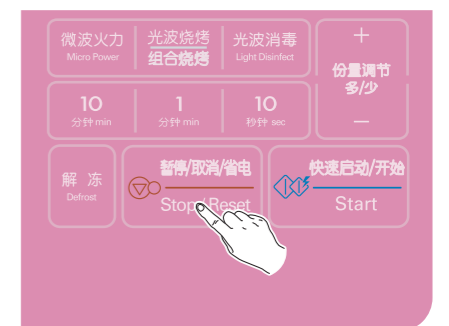 微波火力
Micro Power
光波烧烤
组合烧烤
光波消毒
Light Disinfect
+
份量调节
多/少
—
10
分钟 min
1
分钟 min
10
秒钟 sec
解 冻
Defrost
暂停/取消/省电
Stop/Reset
快速启动/开始
Start